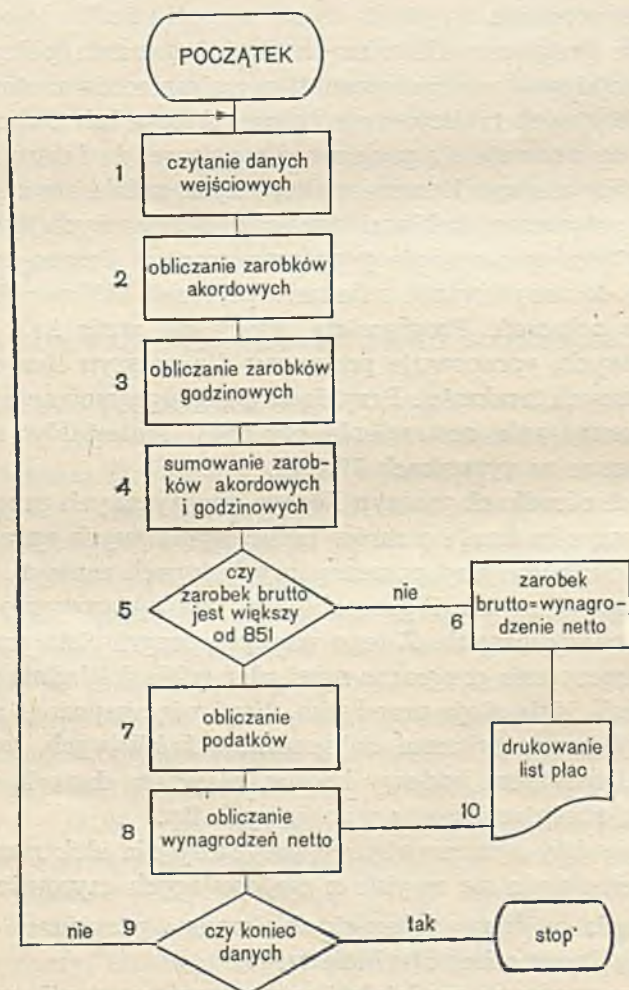 POCZĄTEK
1
czytanie danych
wejściowych
2
obliczanie zarobków
akordowych
3
obliczanie zarobków
godzinowych
4
sumowanie zarob-
ków akordowych
i godzinowych
5
czy
zarobek brutto
jest większy
od 851
nie
6
zarobek
brutto=wynagro-
dzenie netto
7
obliczanie
podatków
drukowanie
list płac
10
8
obliczanie
wynagrodzeń netto
nie
9
czy koniec
danych
tak
stop